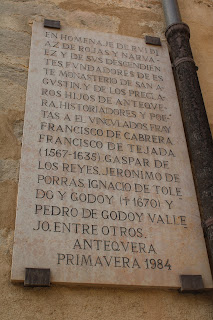 EN HOMENAJE DE RUI DI
AZ DE ROJAS Y NARVA
EZ Y DE SUS DESCENDIEN
TES FUNDADORES DE ES
TE MONASTERIO DE SAN A
GUSTIN, Y DE LOS PRECLA
ROS HIJOS DE ANTEQUE
RA, HISTORIADORES Y POE
TAS A EL VINCULADOS, FRAY
FRANCISCO DE CABRERA
FRANCISCO DE TEJADA
(1567-1635) GASPAR DE
LOS REYES, JERONIMO DE
PORRAS, IGNACIO DE TOLE
DO Y GODOY († 1670) Y
PEDRO DE GODOY VALLE
JO, ENTRE OTROS.
ANTEQVERA
PRIMAVERA 1984